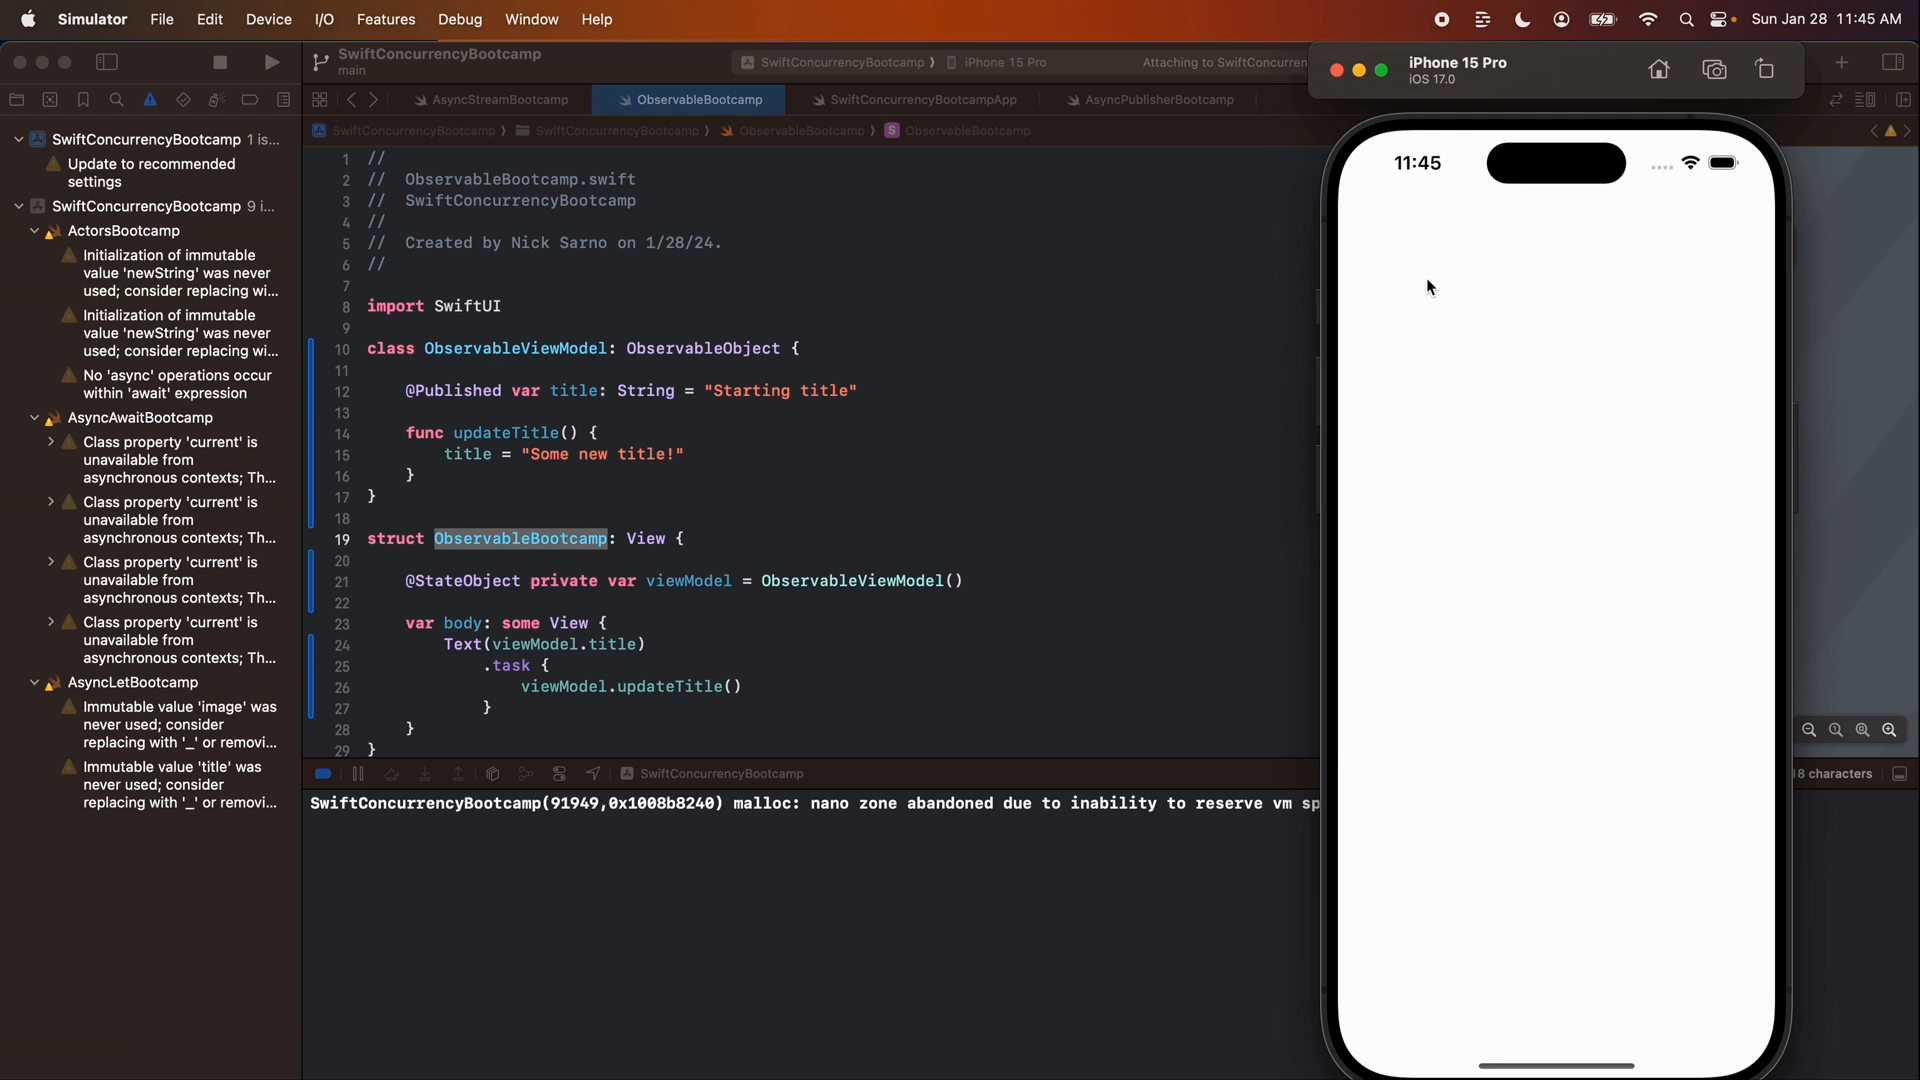 Simulator File Edit Device I/O Features Debug Window Help Sun Jan 28 11:45 AM
SwiftConcurrencyBootcamp
main
SwiftConcurrencyBootcamp ⟩ iPhone 15 Pro
Attaching to SwiftConcurren
iPhone 15 Pro
iOS 17.0
AsyncStreamBootcamp
ObservableBootcamp
SwiftConcurrencyBootcampApp
AsyncPublisherBootcamp
SwiftConcurrencyBootcamp ⟩ SwiftConcurrencyBootcamp ⟩ ObservableBootcamp ⟩ S ObservableBootcamp
SwiftConcurrencyBootcamp 1 is...
Update to recommended
settings
SwiftConcurrencyBootcamp 9 i...
ActorsBootcamp
Initialization of immutable
value 'newString' was never
used; consider replacing wi...
Initialization of immutable
value 'newString' was never
used; consider replacing wi...
No 'async' operations occur
within 'await' expression
AsyncAwaitBootcamp
Class property 'current' is
unavailable from
asynchronous contexts; Th...
Class property 'current' is
unavailable from
asynchronous contexts; Th...
Class property 'current' is
unavailable from
asynchronous contexts; Th...
Class property 'current' is
unavailable from
asynchronous contexts; Th...
AsyncLetBootcamp
Immutable value 'image' was
never used; consider
replacing with '_' or removi...
Immutable value 'title' was
never used; consider
replacing with '_' or removi...
1 //
2 // ObservableBootcamp.swift
3 // SwiftConcurrencyBootcamp
4 //
5 // Created by Nick Sarno on 1/28/24.
6 //
7
8 import SwiftUI
9
10 class ObservableViewModel: ObservableObject {
11
12 @Published var title: String = "Starting title"
13
14 func updateTitle() {
15 title = "Some new title!"
16 }
17 }
18
19 struct ObservableBootcamp: View {
20
21 @StateObject private var viewModel = ObservableViewModel()
22
23 var body: some View {
24 Text(viewModel.title)
25 .task {
26 viewModel.updateTitle()
27 }
28 }
29 }
SwiftConcurrencyBootcamp
8 characters
SwiftConcurrencyBootcamp(91949,0x1008b8240) malloc: nano zone abandoned due to inability to reserve vm sp
11:45